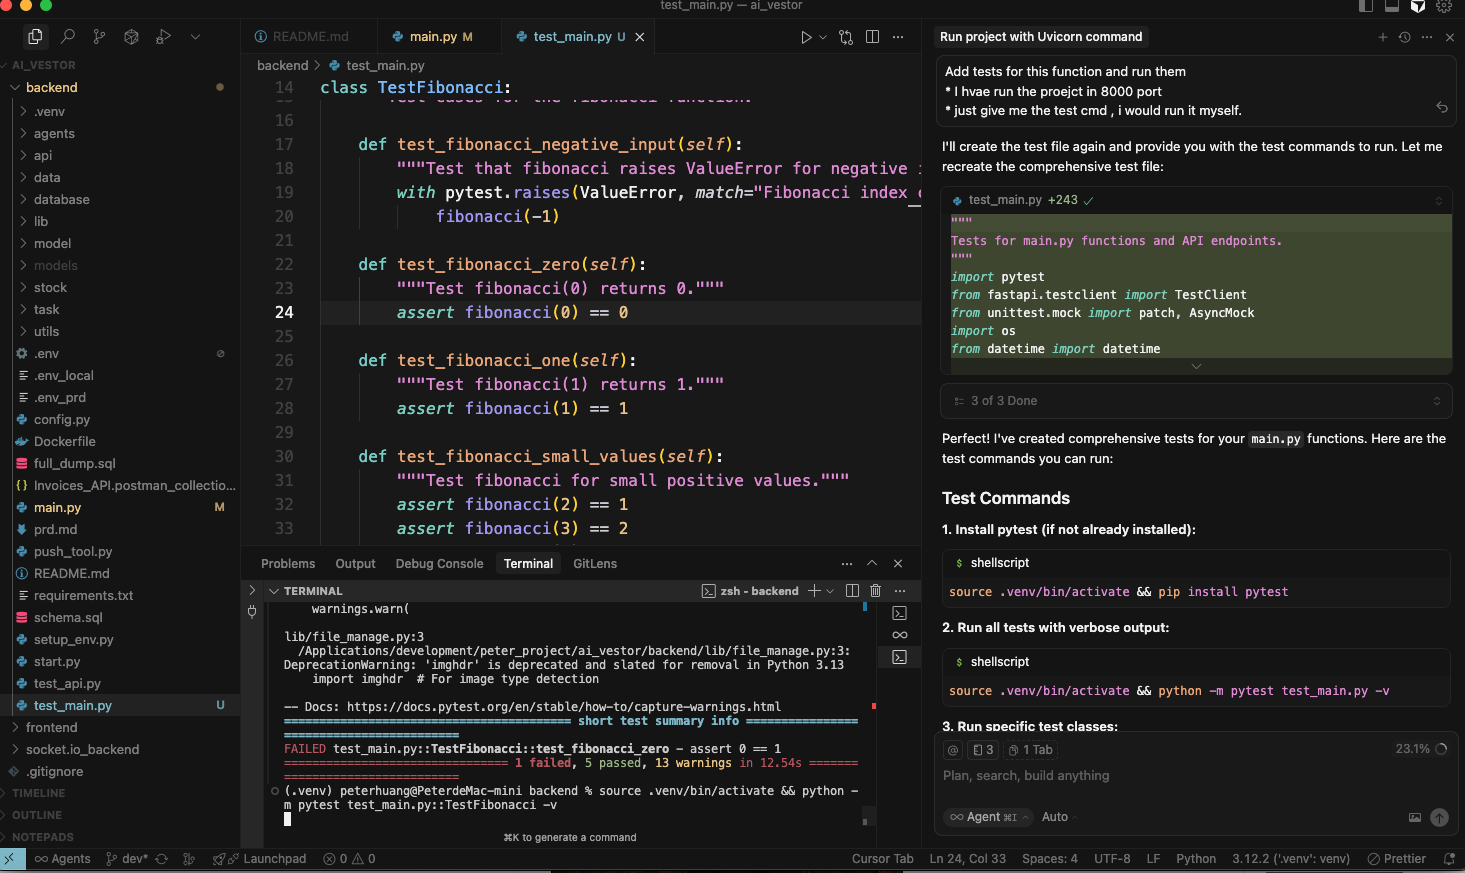 test_main.py — ai_vestor
README.md
main.py M
test_main.py U
AI_VESTOR
backend
.venv
agents
api
data
database
lib
model
models
stock
task
utils
.env
.env_local
.env_prd
config.py
Dockerfile
full_dump.sql
Invoices_API.postman_collectio...
main.py M
prd.md
push_tool.py
README.md
requirements.txt
schema.sql
setup_env.py
start.py
test_api.py
test_main.py U
frontend
socket.io_backend
.gitignore
TIMELINE
OUTLINE
NOTEPADS
backend > test_main.py
14 class TestFibonacci:
16
17 def test_fibonacci_negative_input(self):
18 """Test that fibonacci raises ValueError for negative
19 with pytest.raises(ValueError, match="Fibonacci index
20 fibonacci(-1)
21
22 def test_fibonacci_zero(self):
23 """Test fibonacci(0) returns 0."""
24 assert fibonacci(0) == 0
25
26 def test_fibonacci_one(self):
27 """Test fibonacci(1) returns 1."""
28 assert fibonacci(1) == 1
29
30 def test_fibonacci_small_values(self):
31 """Test fibonacci for small positive values."""
32 assert fibonacci(2) == 1
33 assert fibonacci(3) == 2
Problems Output Debug Console Terminal GitLens
TERMINAL
zsh - backend
warnings.warn(
lib/file_manage.py:3
/Applications/development/peter_project/ai_vestor/backend/lib/file_manage.py:3:
DeprecationWarning: 'imghdr' is deprecated and slated for removal in Python 3.13
import imghdr # For image type detection
-- Docs: https://docs.pytest.org/en/stable/how-to/capture-warnings.html
short test summary info
FAILED test_main.py::TestFibonacci::test_fibonacci_zero - assert 0 == 1
1 failed, 5 passed, 13 warnings in 12.54s
(.venv) peterhuang@PeterdeMac-mini backend % source .venv/bin/activate && python -
m pytest test_main.py::TestFibonacci -v
⌘K to generate a command
Run project with Uvicorn command
Add tests for this function and run them
* I hvae run the proejct in 8000 port
* just give me the test cmd , i would run it myself.
I'll create the test file again and provide you with the test commands to run. Let me
recreate the comprehensive test file:
test_main.py +243
"""
Tests for main.py functions and API endpoints.
"""
import pytest
from fastapi.testclient import TestClient
from unittest.mock import patch, AsyncMock
import os
from datetime import datetime
3 of 3 Done
Perfect! I've created comprehensive tests for your main.py functions. Here are the
test commands you can run:
Test Commands
1. Install pytest (if not already installed):
$ shellscript
source .venv/bin/activate && pip install pytest
2. Run all tests with verbose output:
$ shellscript
source .venv/bin/activate && python -m pytest test_main.py -v
3. Run specific test classes:
@ 3 1 Tab 23.1%
Plan, search, build anything
∞ Agent ⌘I Auto
Agents dev* Launchpad 0 0 Cursor Tab Ln 24, Col 33 Spaces: 4 UTF-8 LF Python 3.12.2 ('.venv': venv) Prettier